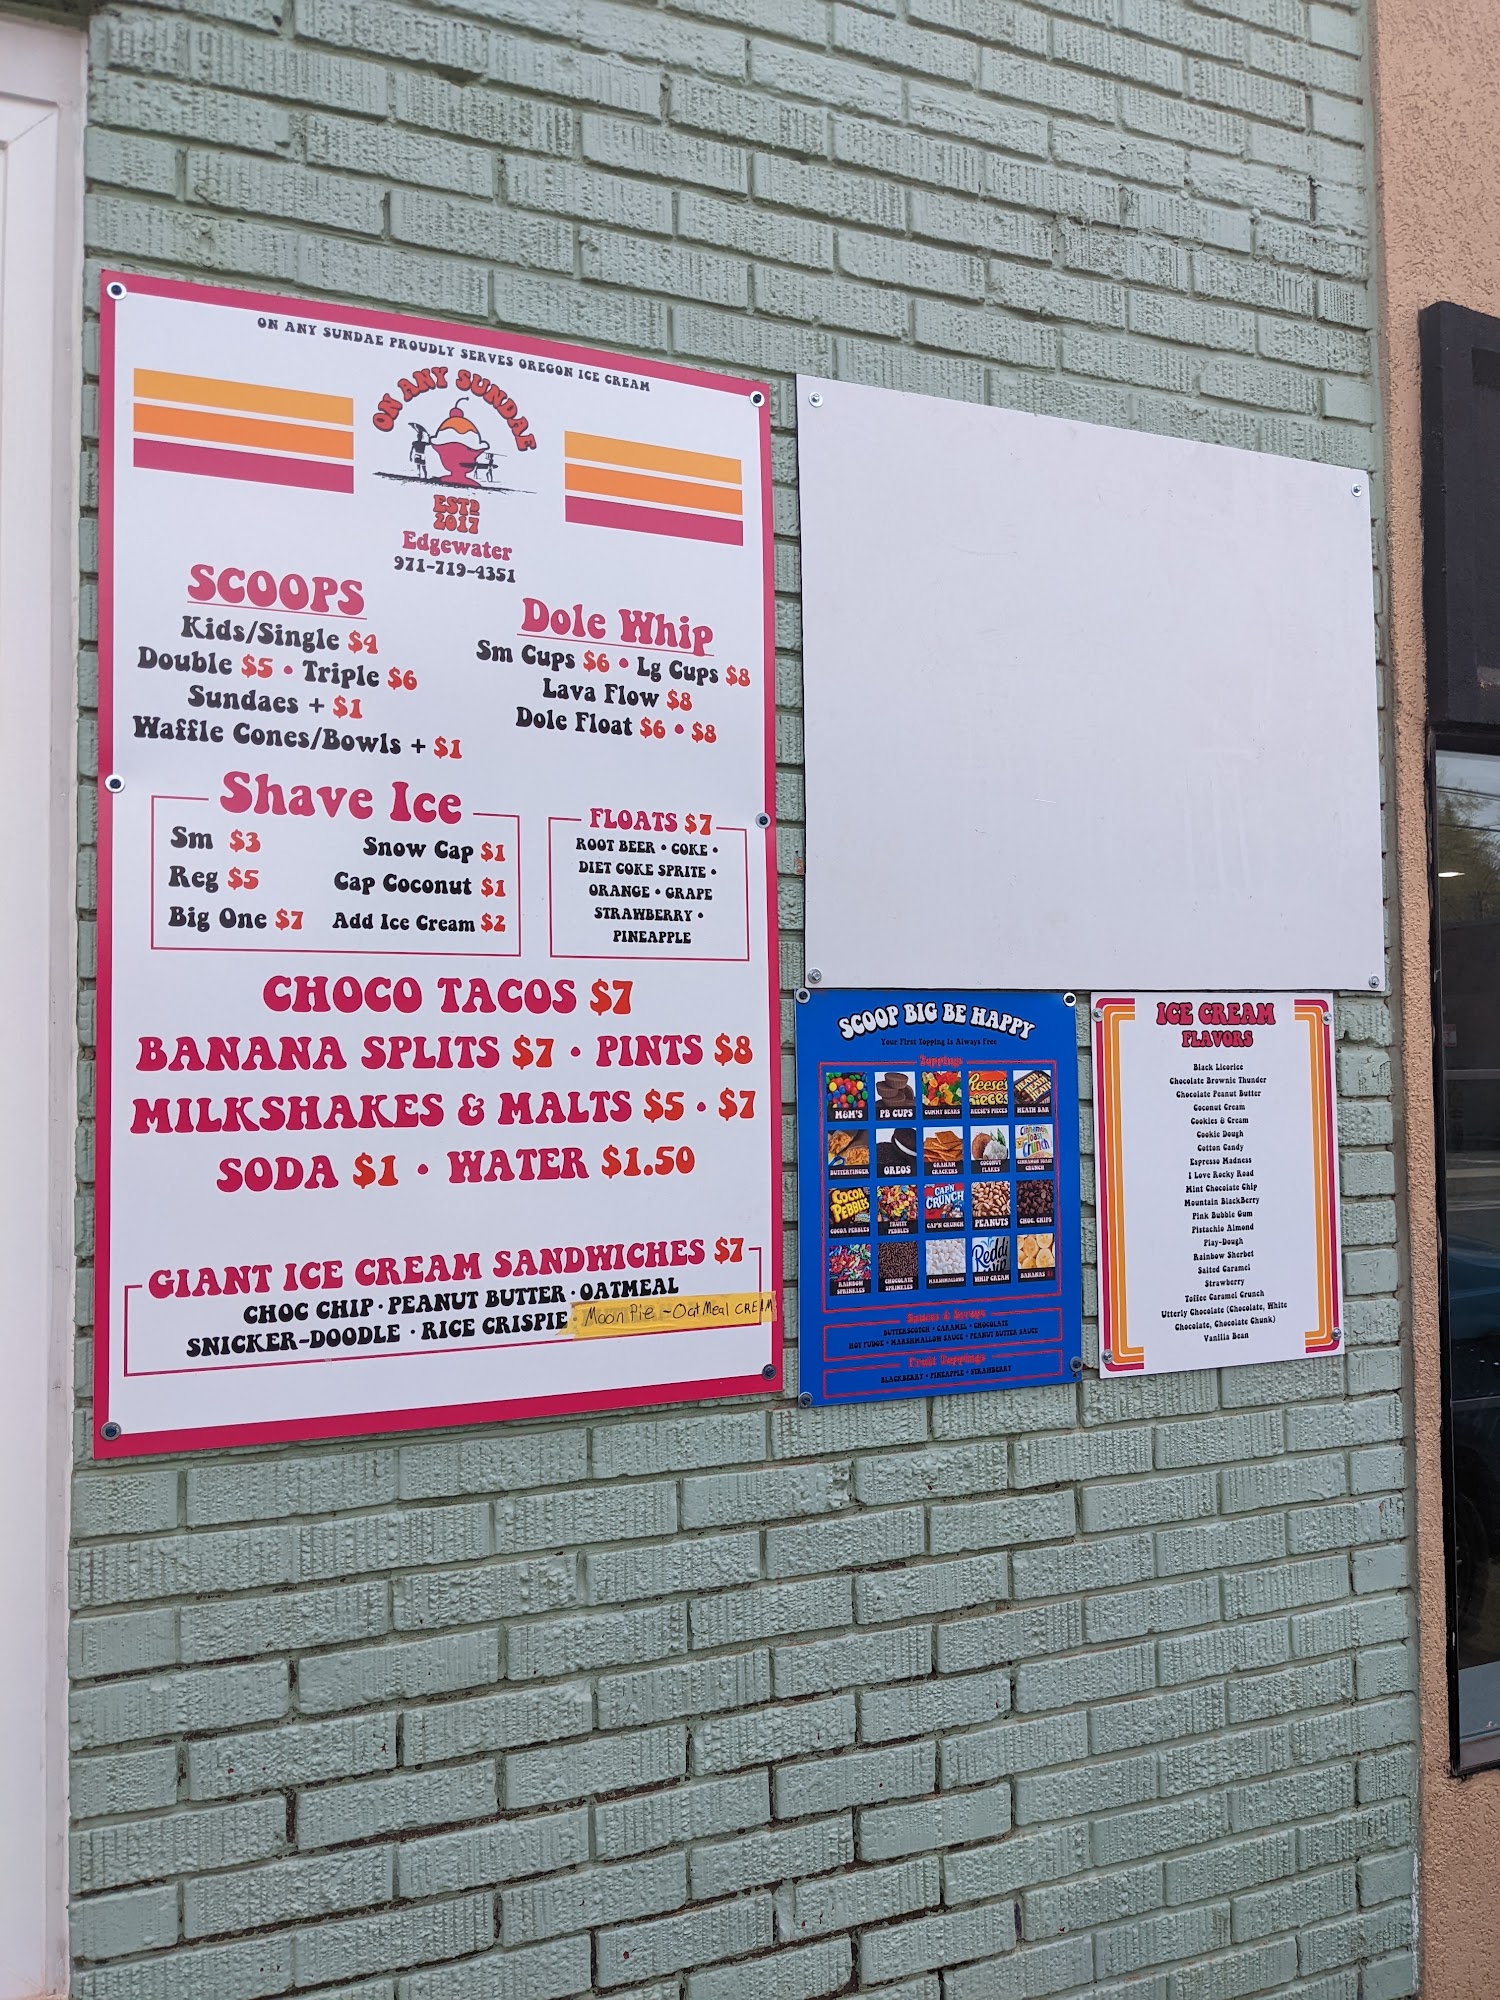 ON ANY SUNDAE PROUDLY SERVES OREGON ICE CREAM
ON ANY SUNDAE
ESTD
2017
Edgewater
971-719-4351
SCOOPS
Kids/Single $4
Double $5 • Triple $6
Sundaes + $1
Waffle Cones/Bowls + $1
Dole Whip
Sm Cups $6 • Lg Cups $8
Lava Flow $8
Dole Float $6 • $8
Shave Ice
Sm $3
Reg $5
Big One $7
Snow Cap $1
Cap Coconut $1
Add Ice Cream $2
FLOATS $7
ROOT BEER • COKE •
DIET COKE SPRITE •
ORANGE • GRAPE
STRAWBERRY •
PINEAPPLE
CHOCO TACOS $7
BANANA SPLITS $7 • PINTS $8
MILKSHAKES & MALTS $5 • $7
SODA $1 • WATER $1.50
GIANT ICE CREAM SANDWICHES $7
CHOC CHIP · PEANUT BUTTER · OATMEAL
SNICKER-DOODLE · RICE CRISPIE Moon Pie - OatMeal CREAM
SCOOP BIG BE HAPPY
Your First Topping Is Always Free
Toppings
M&M'S PB CUPS GUMMY BEARS REESE'S PIECES HEATH BAR
BUTTERFINGER OREOS GRAHAM CRACKERS COCONUT FLAKES CINNAMON TOAST CRUNCH
COCOA PEBBLES FRUITY PEBBLES CAP'N CRUNCH PEANUTS CHOC. CHIPS
RAINBOW SPRINKLES CHOCOLATE SPRINKLES MARSHMALLOWS WHIP CREAM BANANAS
Sauces & Syrups
BUTTERSCOTCH • CARAMEL • CHOCOLATE
HOT FUDGE • MARSHMALLOW SAUCE • PEANUT BUTTER SAUCE
Fruit Toppings
BLACKBERRY • PINEAPPLE • STRAWBERRY
ICE CREAM
FLAVORS
Black Licorice
Chocolate Brownie Thunder
Chocolate Peanut Butter
Coconut Cream
Cookies & Cream
Cookie Dough
Cotton Candy
Espresso Madness
I Love Rocky Road
Mint Chocolate Chip
Mountain BlackBerry
Pink Bubble Gum
Pistachio Almond
Play-Dough
Rainbow Sherbet
Salted Caramel
Strawberry
Toffee Caramel Crunch
Utterly Chocolate (Chocolate, White
Chocolate, Chocolate Chunk)
Vanilla Bean